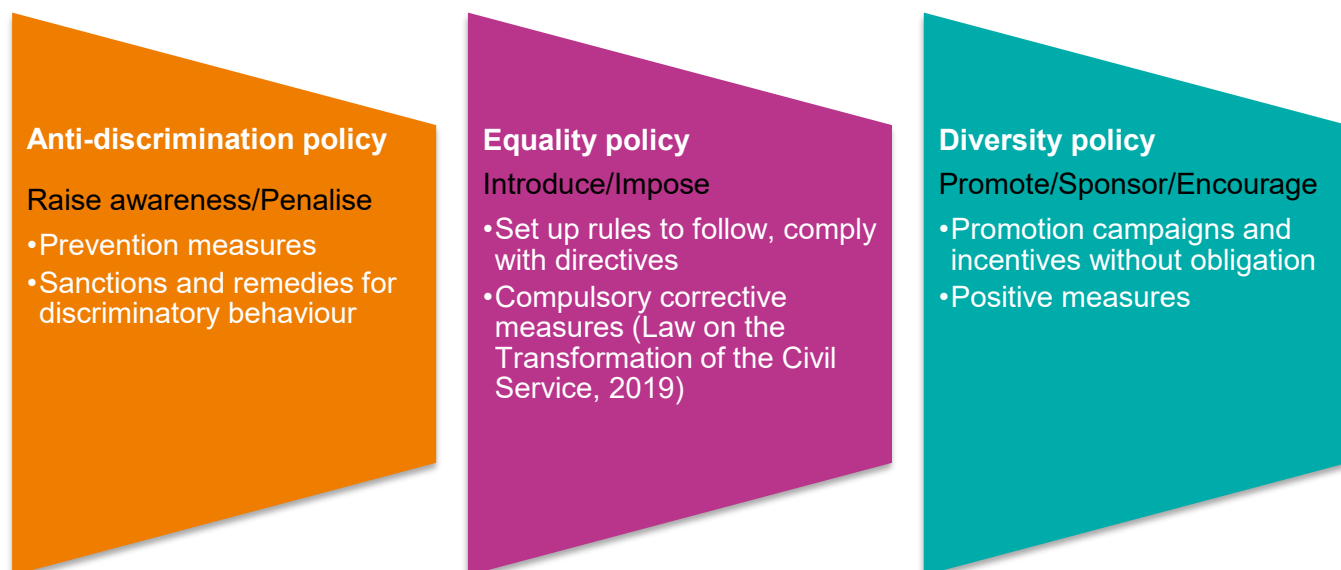 Anti-discrimination policy
Raise awareness/Penalise
•Prevention measures
•Sanctions and remedies for
discriminatory behaviour
Equality policy
Introduce/Impose
•Set up rules to follow, comply
with directives
•Compulsory corrective
measures (Law on the
Transformation of the Civil
Service, 2019)
Diversity policy
Promote/Sponsor/Encourage
•Promotion campaigns and
incentives without obligation
•Positive measures